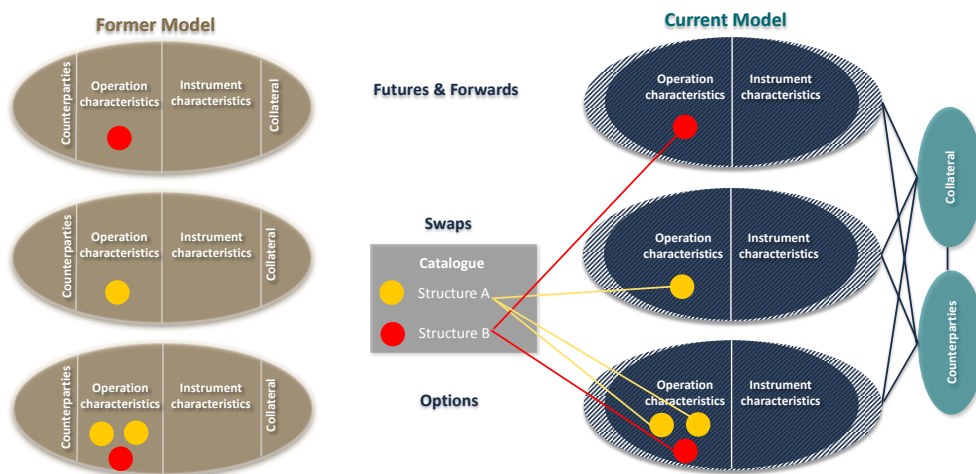 Former Model
Counterparties
Operation
characteristics
Instrument
characteristics
Collateral
Counterparties
Operation
characteristics
Instrument
characteristics
Collateral
Counterparties
Operation
characteristics
Instrument
characteristics
Collateral
Futures & Forwards
Swaps
Catalogue
Structure A
Structure B
Options
Current Model
Operation
characteristics
Instrument
characteristics
Operation
characteristics
Instrument
characteristics
Operation
characteristics
Instrument
characteristics
Collateral
Counterparties